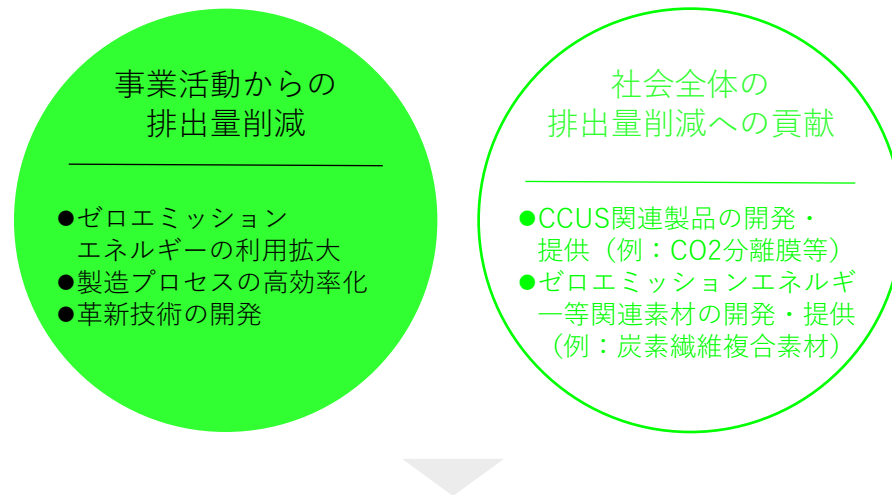 事業活動からの
排出量削減
●ゼロエミッション
エネルギーの利用拡大
●製造プロセスの高効率化
●革新技術の開発
社会全体の
排出量削減への貢献
●CCUS関連製品の開発・
提供（例：CO2分離膜等）
●ゼロエミッションエネルギ
ー等関連素材の開発・提供
（例：炭素繊維複合素材）